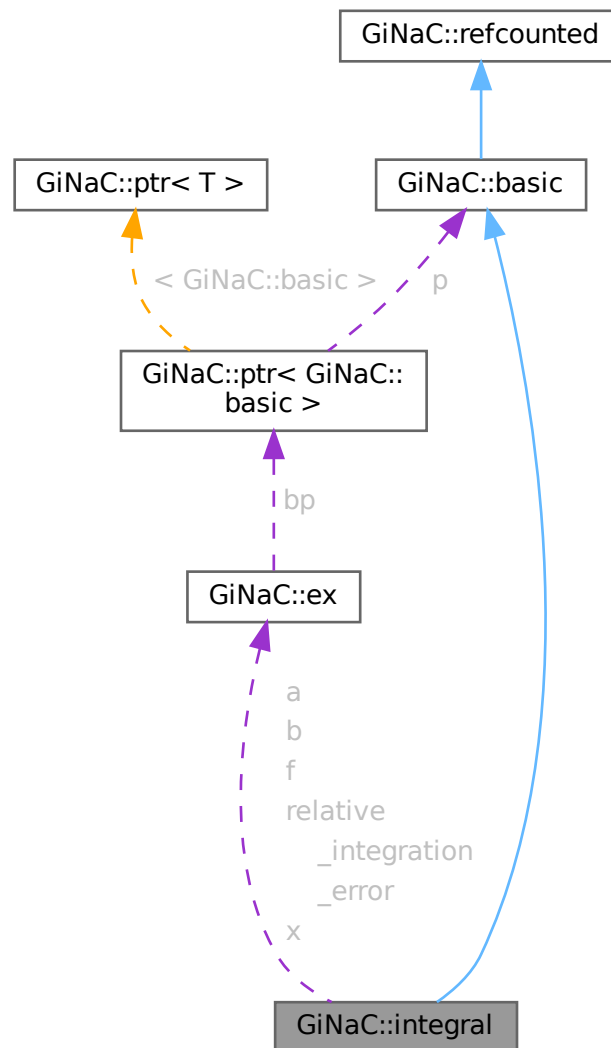 GiNaC::refcounted
GiNaC::ptr< T >
GiNaC::basic
< GiNaC::basic >
p
GiNaC::ptr< GiNaC::
basic >
bp
GiNaC::ex
a
b
f
relative
_integration
_error
x
GiNaC::integral